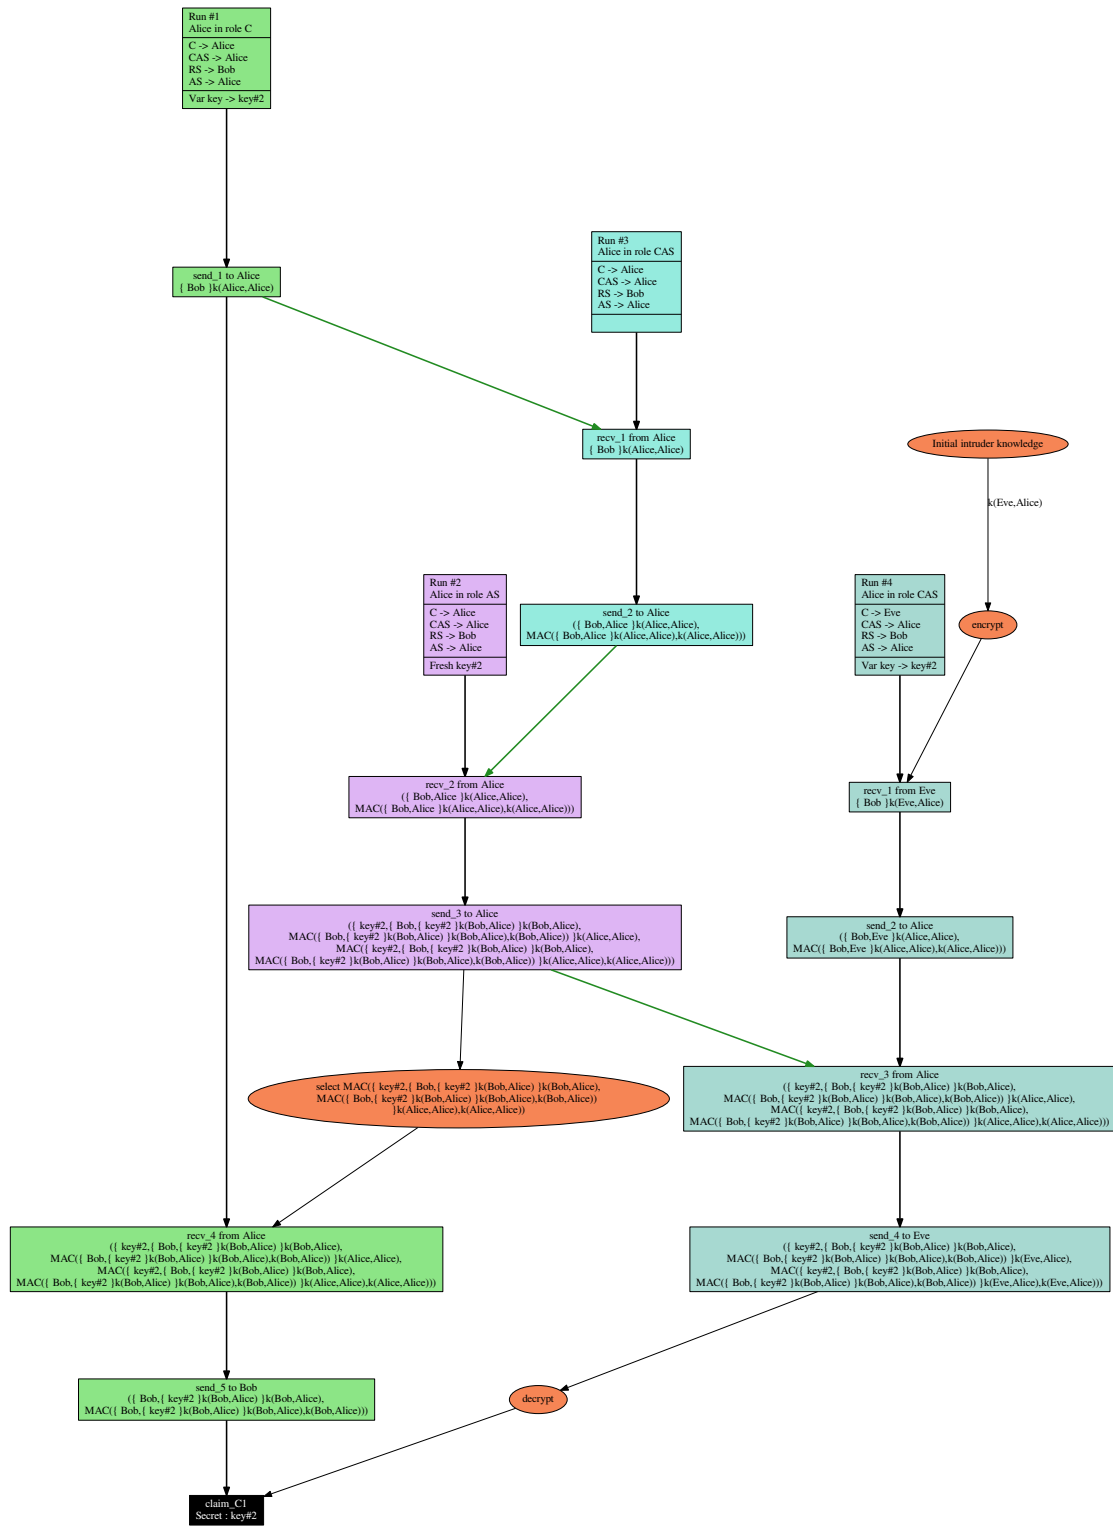 Run #1
Alice in role C
C -> Alice
CAS -> Alice
RS -> Bob
AS -> Alice
Var key -> key#2
send_1 to Alice
{ Bob }k(Alice,Alice)
Run #3
Alice in role CAS
C -> Alice
CAS -> Alice
RS -> Bob
AS -> Alice
recv_1 from Alice
{ Bob }k(Alice,Alice)
Initial intruder knowledge
k(Eve,Alice)
Run #2
Alice in role AS
C -> Alice
CAS -> Alice
RS -> Bob
AS -> Alice
Fresh key#2
send_2 to Alice
({ Bob,Alice }k(Alice,Alice),
MAC({ Bob,Alice }k(Alice,Alice),k(Alice,Alice)))
Run #4
Alice in role CAS
C -> Eve
CAS -> Alice
RS -> Bob
AS -> Alice
Var key -> key#2
encrypt
recv_2 from Alice
({ Bob,Alice }k(Alice,Alice),
MAC({ Bob,Alice }k(Alice,Alice),k(Alice,Alice)))
recv_1 from Eve
{ Bob }k(Eve,Alice)
send_3 to Alice
({ key#2,{ Bob,{ key#2 }k(Bob,Alice) }k(Bob,Alice),
MAC({ Bob,{ key#2 }k(Bob,Alice) }k(Bob,Alice),k(Bob,Alice)) }k(Alice,Alice),
MAC({ key#2,{ Bob,{ key#2 }k(Bob,Alice) }k(Bob,Alice),
MAC({ Bob,{ key#2 }k(Bob,Alice) }k(Bob,Alice),k(Bob,Alice)) }k(Alice,Alice),k(Alice,Alice)))
send_2 to Alice
({ Bob,Eve }k(Alice,Alice),
MAC({ Bob,Eve }k(Alice,Alice),k(Alice,Alice)))
select MAC({ key#2,{ Bob,{ key#2 }k(Bob,Alice) }k(Bob,Alice),
MAC({ Bob,{ key#2 }k(Bob,Alice) }k(Bob,Alice),k(Bob,Alice))
}k(Alice,Alice),k(Alice,Alice))
recv_3 from Alice
({ key#2,{ Bob,{ key#2 }k(Bob,Alice) }k(Bob,Alice),
MAC({ Bob,{ key#2 }k(Bob,Alice) }k(Bob,Alice),k(Bob,Alice)) }k(Alice,Alice),
MAC({ key#2,{ Bob,{ key#2 }k(Bob,Alice) }k(Bob,Alice),
MAC({ Bob,{ key#2 }k(Bob,Alice) }k(Bob,Alice),k(Bob,Alice)) }k(Alice,Alice),k(Alice,Alice)))
recv_4 from Alice
({ key#2,{ Bob,{ key#2 }k(Bob,Alice) }k(Bob,Alice),
MAC({ Bob,{ key#2 }k(Bob,Alice) }k(Bob,Alice),k(Bob,Alice)) }k(Alice,Alice),
MAC({ key#2,{ Bob,{ key#2 }k(Bob,Alice) }k(Bob,Alice),
MAC({ Bob,{ key#2 }k(Bob,Alice) }k(Bob,Alice),k(Bob,Alice)) }k(Alice,Alice),k(Alice,Alice)))
send_4 to Eve
({ key#2,{ Bob,{ key#2 }k(Bob,Alice) }k(Bob,Alice),
MAC({ Bob,{ key#2 }k(Bob,Alice) }k(Bob,Alice),k(Bob,Alice)) }k(Eve,Alice),
MAC({ key#2,{ Bob,{ key#2 }k(Bob,Alice) }k(Bob,Alice),
MAC({ Bob,{ key#2 }k(Bob,Alice) }k(Bob,Alice),k(Bob,Alice)) }k(Eve,Alice),k(Eve,Alice)))
send_5 to Bob
({ Bob,{ key#2 }k(Bob,Alice) }k(Bob,Alice),
MAC({ Bob,{ key#2 }k(Bob,Alice) }k(Bob,Alice),k(Bob,Alice)))
decrypt
claim_C1
Secret : key#2